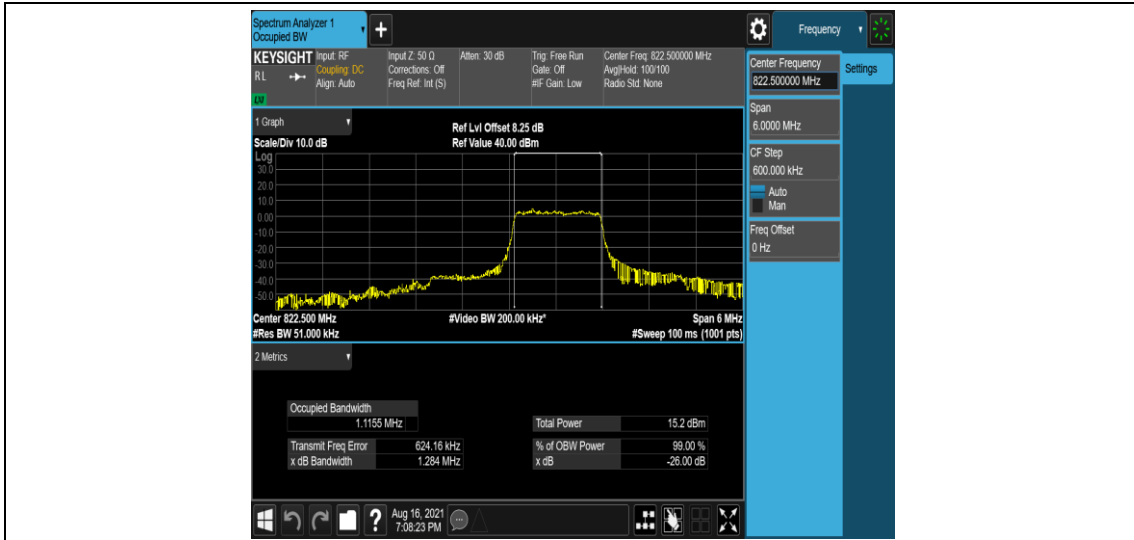 Spectrum Analyzer 1
Occupied BW
Frequency
KEYSIGHT
RL
Input: RF
Coupling: DC
Align: Auto
Input Z: 50 Ω
Corrections: Off
Freq Ref: Int (S)
Atten: 30 dB
Trig: Free Run
Gate: Off
#IF Gain: Low
Center Freq: 822.500000 MHz
Avg|Hold: 100/100
Radio Std: None
1 Graph
Scale/Div 10.0 dB
Ref Lvl Offset 8.25 dB
Ref Value 40.00 dBm
Log
30.0
20.0
10.0
0.00
-10.0
-20.0
-30.0
-40.0
-50.0
Center 822.500 MHz
#Video BW 200.00 kHz*
Span 6 MHz
#Res BW 51.000 kHz
#Sweep 100 ms (1001 pts)
2 Metrics
Occupied Bandwidth
1.1155 MHz
Transmit Freq Error 624.16 kHz
x dB Bandwidth 1.284 MHz
Total Power 15.2 dBm
% of OBW Power 99.00 %
x dB -26.00 dB
Center Frequency
822.500000 MHz
Settings
Span
6.0000 MHz
CF Step
600.000 kHz
Auto
Man
Freq Offset
0 Hz
?
Aug 16, 2021
7:08:23 PM